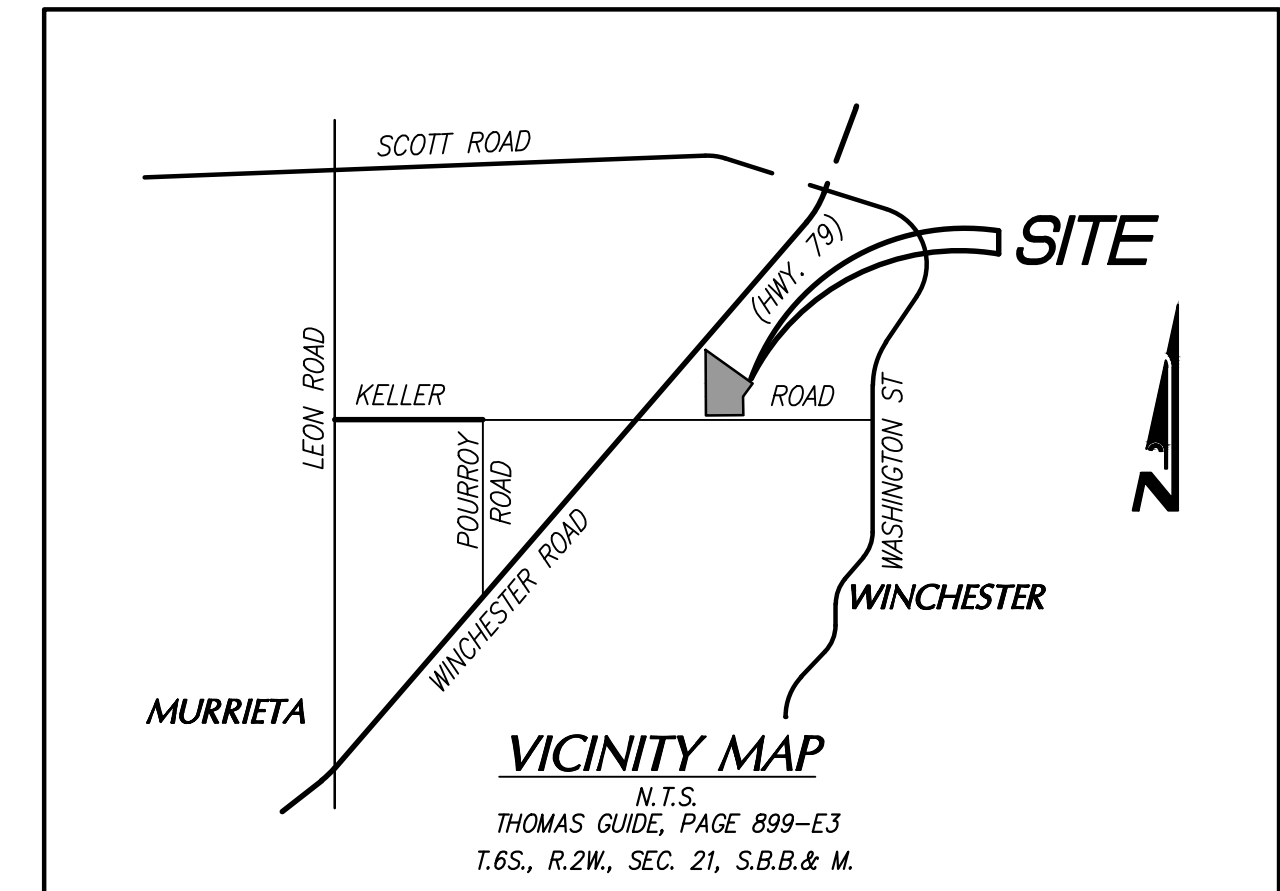 SCOTT ROAD
(HWY. 79)
SITE
LEON ROAD
KELLER
ROAD
POURROY
ROAD
WASHINGTON ST
N
WINCHESTER ROAD
WINCHESTER
MURRIETA
VICINITY MAP
N.T.S.
THOMAS GUIDE, PAGE 899-E3
T.6S., R.2W., SEC. 21, S.B.B.& M.